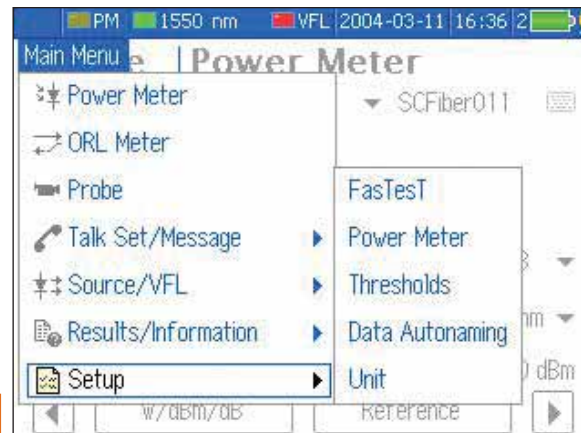 PM 1550 nm VFL 2004-03-11 16:36 2
Main Menu
Power Meter
Power Meter
SCFiber011
ORL Meter
Probe
FasTesT
Talk Set/Message
Power Meter
Source/VFL
Thresholds
Results/Information
Data Autonaming
Setup
Unit
dBm
W/dBm/dB
Reference